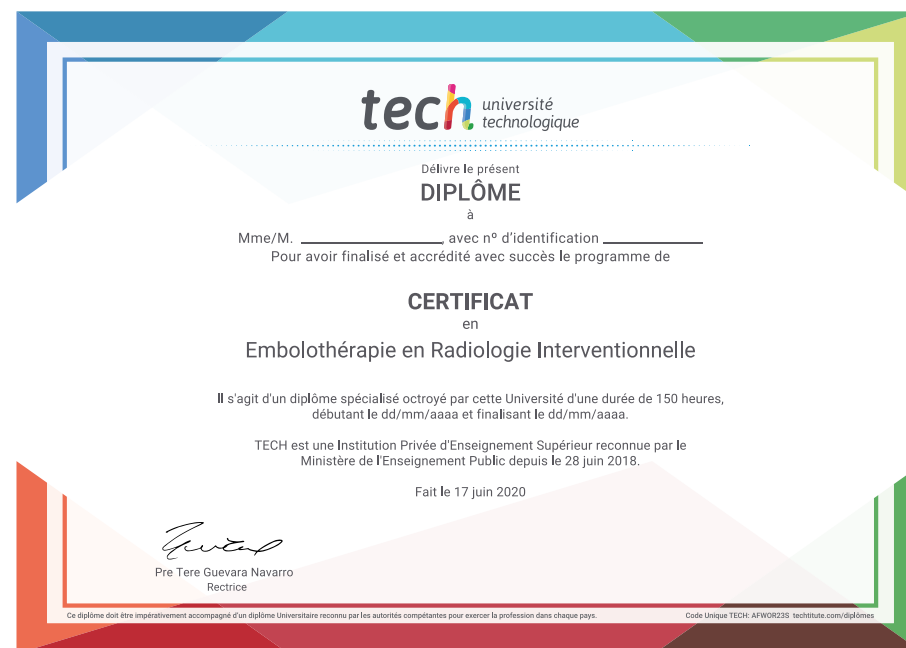 tech université
technologique
Délivre le présent
DIPLÔME
à
Mme/M. ____________________, avec nº d'identification ______________
Pour avoir finalisé et accrédité avec succès le programme de
CERTIFICAT
en
Embolothérapie en Radiologie Interventionnelle
Il s'agit d'un diplôme spécialisé octroyé par cette Université d'une durée de 150 heures,
débutant le dd/mm/aaaa et finalisant le dd/mm/aaaa.
TECH est une Institution Privée d'Enseignement Supérieur reconnue par le
Ministère de l'Enseignement Public depuis le 28 juin 2018.
Fait le 17 juin 2020
Pre Tere Guevara Navarro
Rectrice
Ce diplôme doit être impérativement accompagné d'un diplôme Universitaire reconnu par les autorités compétantes pour exercer la profession dans chaque pays.
Code Unique TECH: AFWOR23S techtitute.com/diplômes